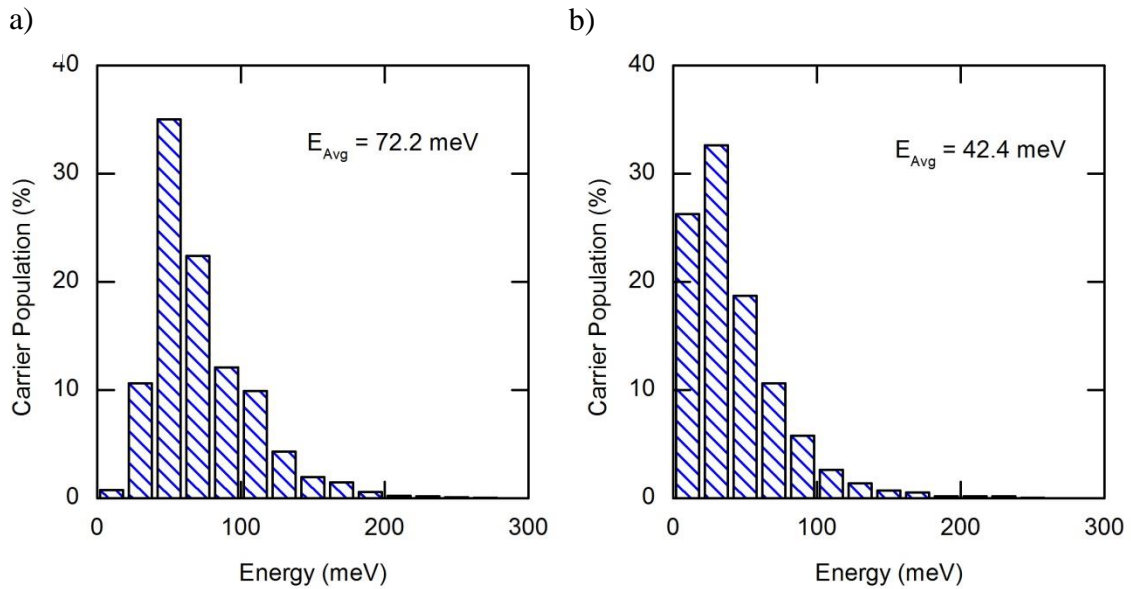 a)
40
30
20
10
0
0
100
200
300
Carrier Population (%)
Energy (meV)
E_Avg = 72.2 meV
b)
40
30
20
10
0
0
100
200
300
Carrier Population (%)
Energy (meV)
E_Avg = 42.4 meV